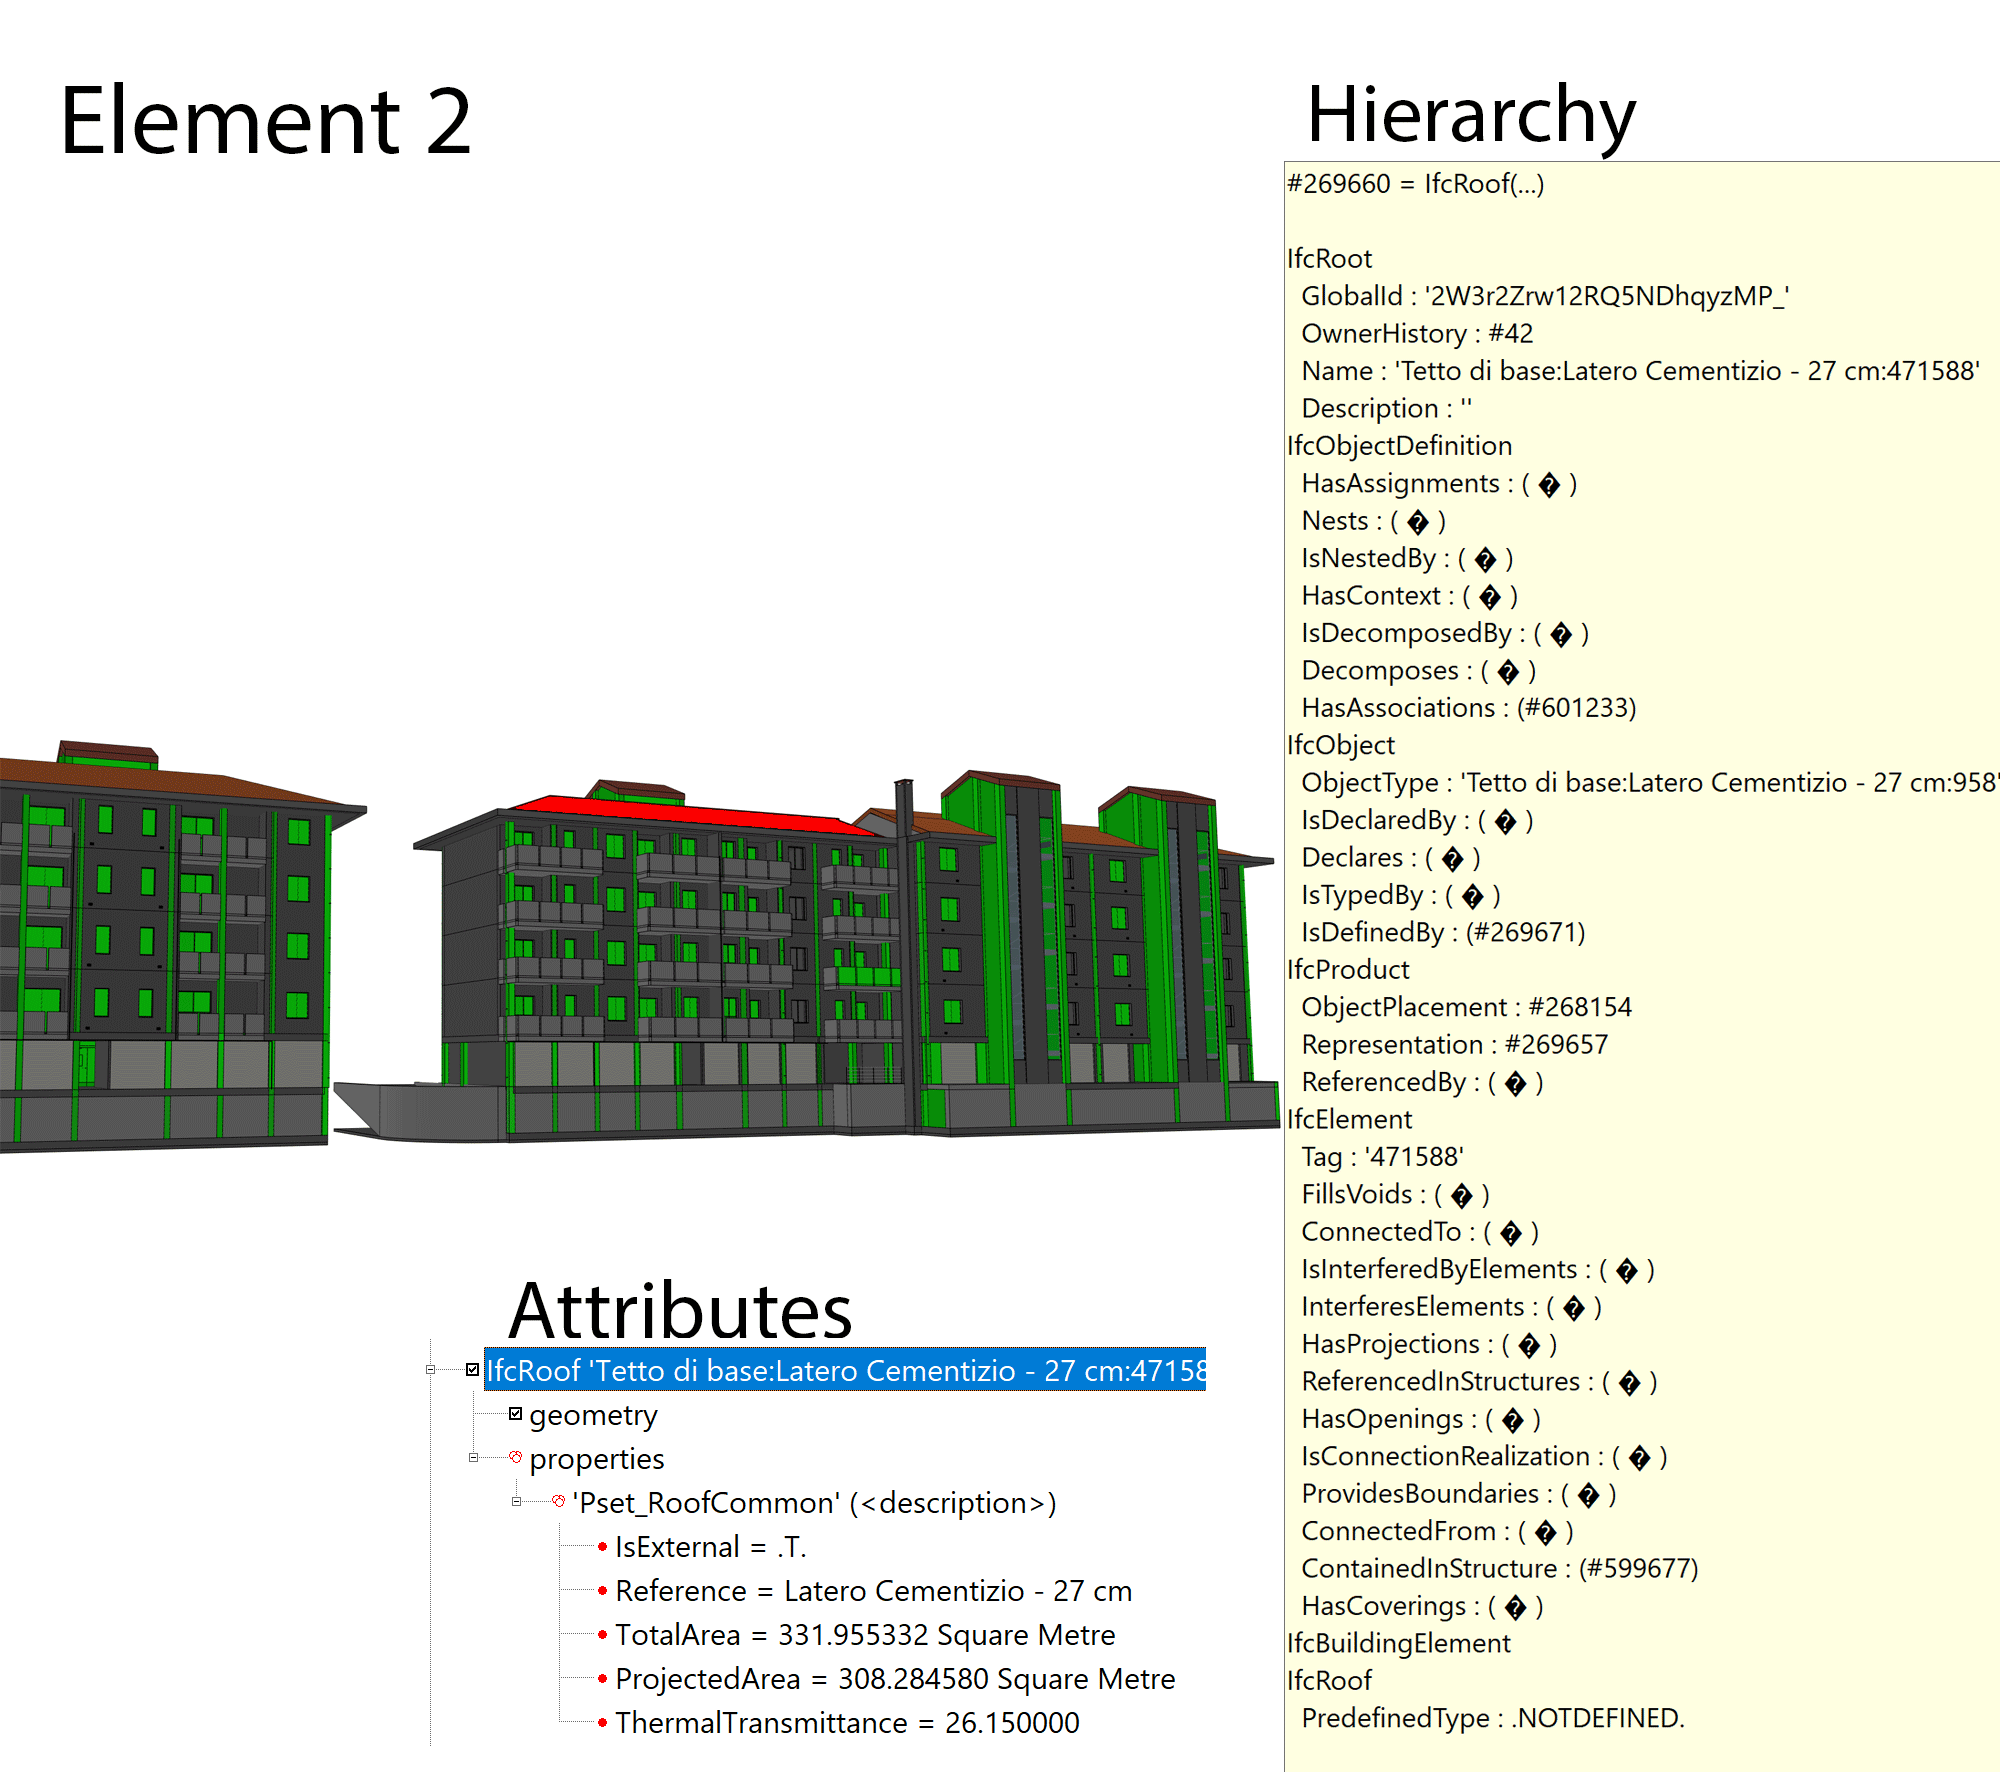 Element 2
Hierarchy
#269660 = IfcRoof(...)
IfcRoot
GlobalId : '2W3r2Zrw12RQ5NDhqyzMP_'
OwnerHistory : #42
Name : 'Tetto di base:Latero Cementizio - 27 cm:471588'
Description : ''
IfcObjectDefinition
HasAssignments : ( � )
Nests : ( � )
IsNestedBy : ( � )
HasContext : ( � )
IsDecomposedBy : ( � )
Decomposes : ( � )
HasAssociations : (#601233)
IfcObject
ObjectType : 'Tetto di base:Latero Cementizio - 27 cm:958'
IsDeclaredBy : ( � )
Declares : ( � )
IsTypedBy : ( � )
IsDefinedBy : (#269671)
IfcProduct
ObjectPlacement : #268154
Representation : #269657
ReferencedBy : ( � )
IfcElement
Tag : '471588'
FillsVoids : ( � )
ConnectedTo : ( � )
IsInterferedByElements : ( � )
InterferesElements : ( � )
HasProjections : ( � )
ReferencedInStructures : ( � )
HasOpenings : ( � )
IsConnectionRealization : ( � )
ProvidesBoundaries : ( � )
ConnectedFrom : ( � )
ContainedInStructure : (#599677)
HasCoverings : ( � )
IfcBuildingElement
IfcRoof
PredefinedType : .NOTDEFINED.
Attributes
IfcRoof 'Tetto di base:Latero Cementizio - 27 cm:47158
geometry
properties
'Pset_RoofCommon' (<description>)
IsExternal = .T.
Reference = Latero Cementizio - 27 cm
TotalArea = 331.955332 Square Metre
ProjectedArea = 308.284580 Square Metre
ThermalTransmittance = 26.150000